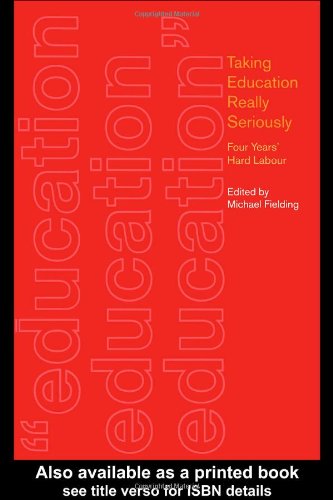 “education
education
education”
Taking
Education
Really
Seriously
Four Years’
Hard Labour
Edited by
Michael Fielding
Also available as a printed book
see title verso for ISBN details